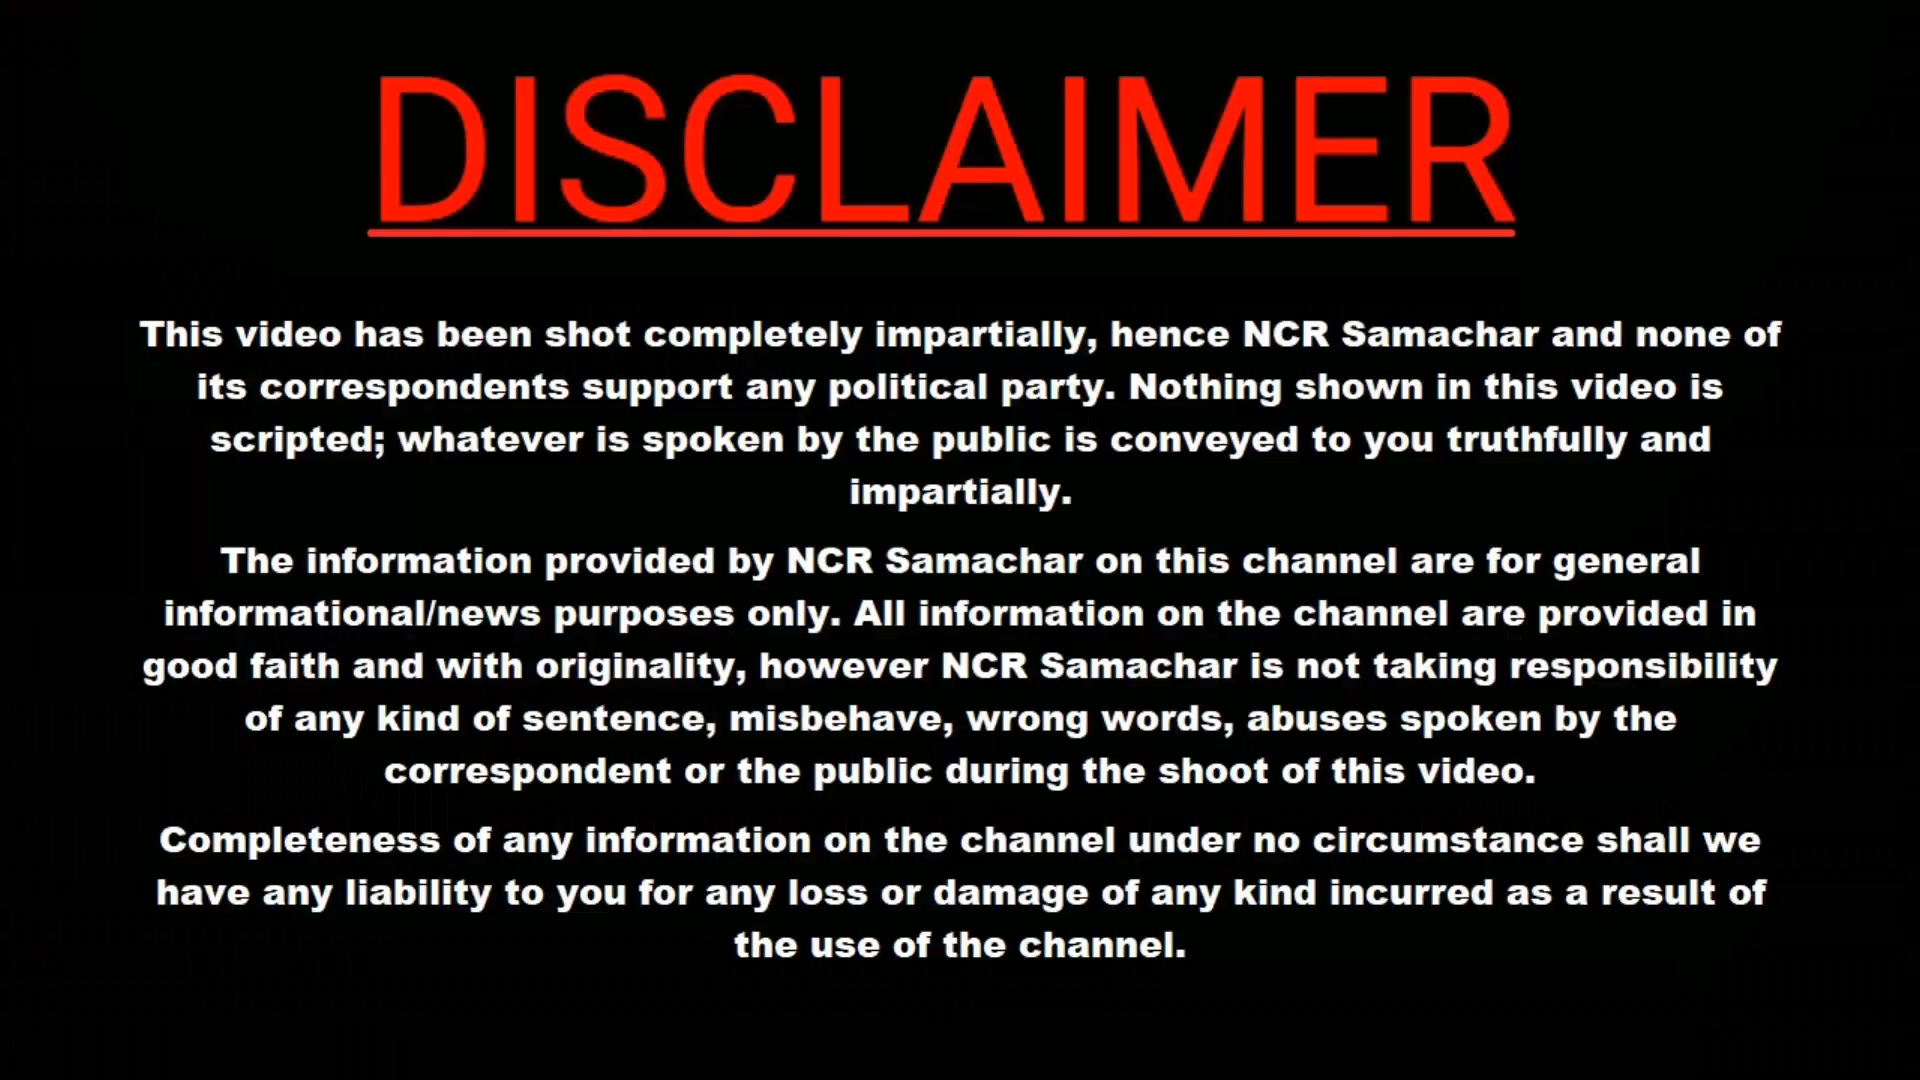 DISCLAIMER
This video has been shot completely impartially, hence NCR Samachar and none of
its correspondents support any political party. Nothing shown in this video is
scripted; whatever is spoken by the public is conveyed to you truthfully and
impartially.
The information provided by NCR Samachar on this channel are for general
informational/news purposes only. All information on the channel are provided in
good faith and with originality, however NCR Samachar is not taking responsibility
of any kind of sentence, misbehave, wrong words, abuses spoken by the
correspondent or the public during the shoot of this video.
Completeness of any information on the channel under no circumstance shall we
have any liability to you for any loss or damage of any kind incurred as a result of
the use of the channel.